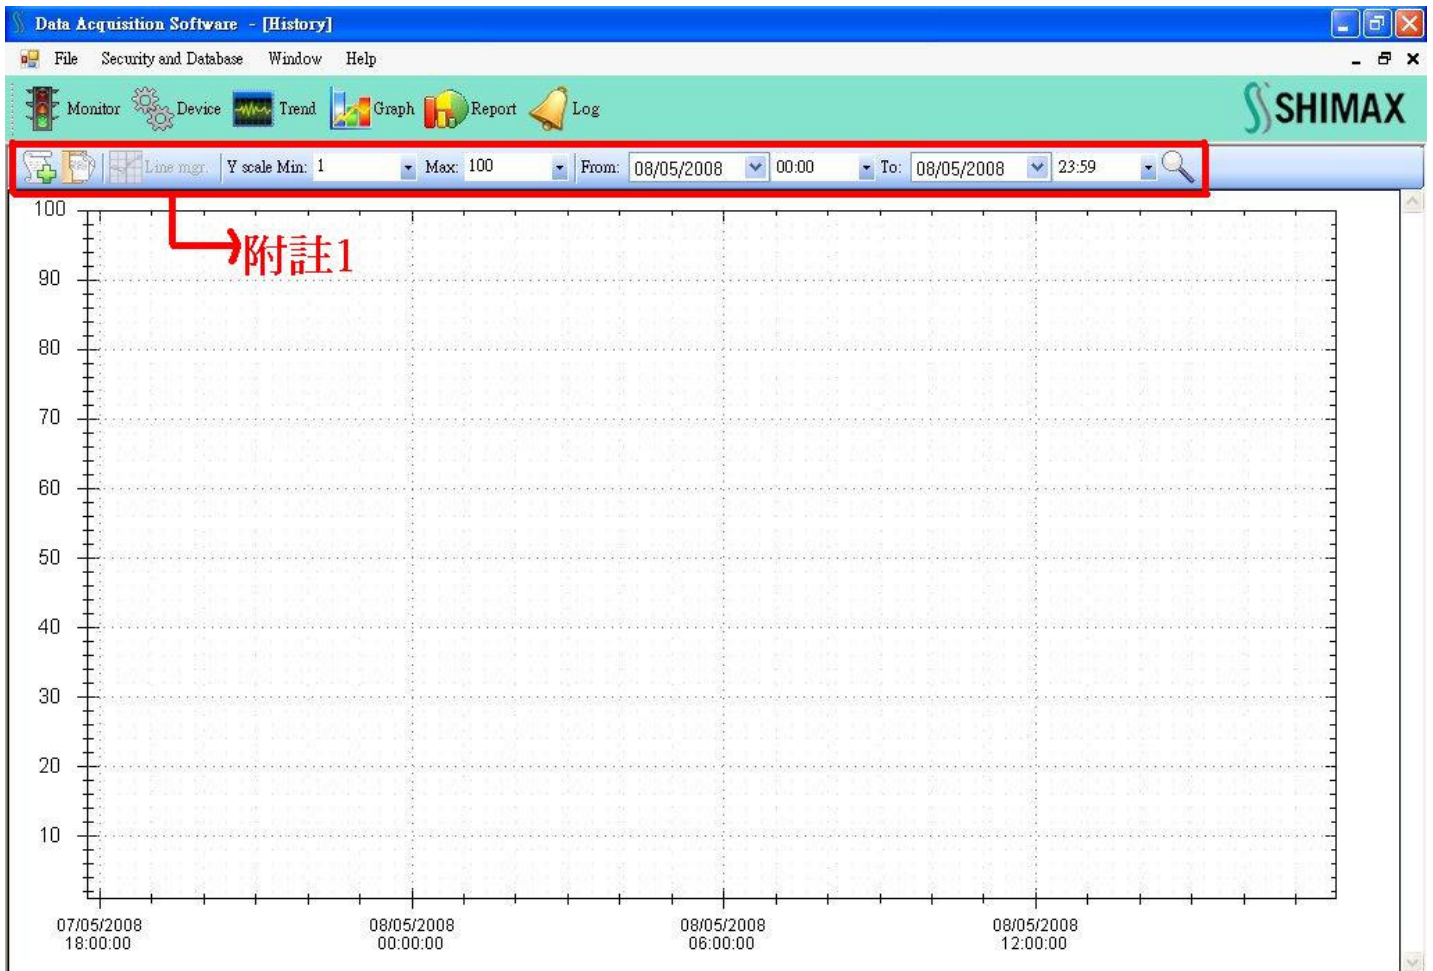 Data Acquisition Software - [History]
File Security and Database Window Help
Monitor Device Trend Graph Report Log SHIMAX
Line mgr. Y scale Min: 1 Max: 100 From: 08/05/2008 00:00 To: 08/05/2008 23:59
附註1
100
90
80
70
60
50
40
30
20
10
07/05/2008 08/05/2008 08/05/2008 08/05/2008
18:00:00 00:00:00 06:00:00 12:00:00